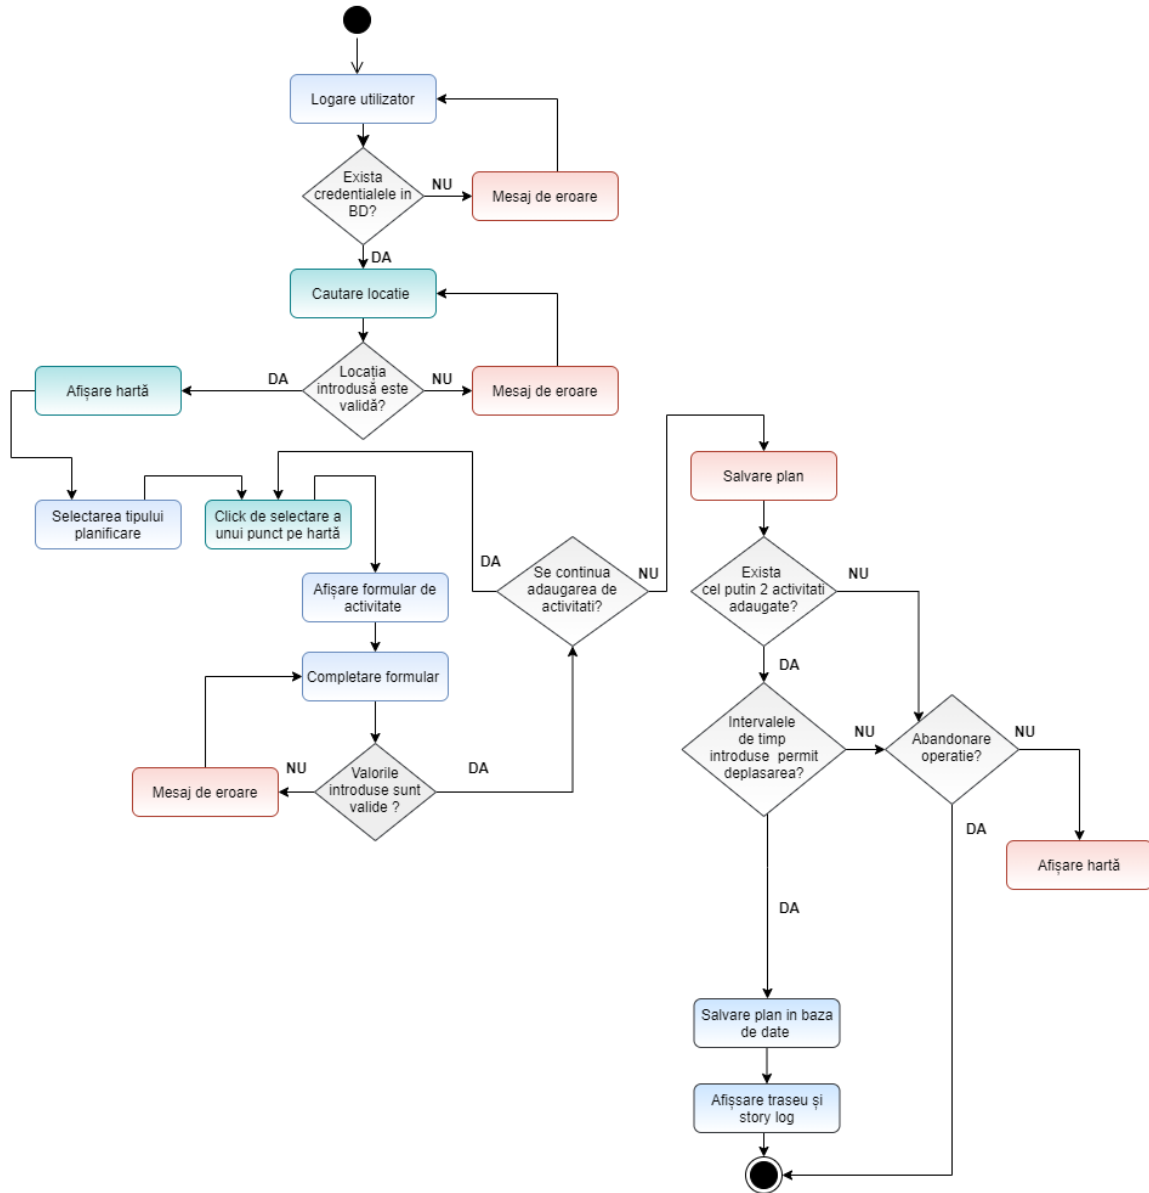 Logare utilizator
Exista
credentialele in
BD?
NU
Mesaj de eroare
DA
Cautare locatie
Locația
introdusă este
validă?
DA
NU
Mesaj de eroare
Afișare hartă
Selectarea tipului
planificare
Click de selectare a
unui punct pe hartă
Afișare formular de
activitate
Completare formular
Valorile
introduse sunt
valide ?
NU
Mesaj de eroare
DA
Se continua
adaugarea de
activitati?
DA
NU
Salvare plan
Exista
cel putin 2 activitati
adaugate?
NU
DA
Intervalele
de timp
introduse  permit
deplasarea?
NU
Abandonare
operatie?
NU
DA
Afișare hartă
DA
Salvare plan in baza
de date
Afișsare traseu și
story log